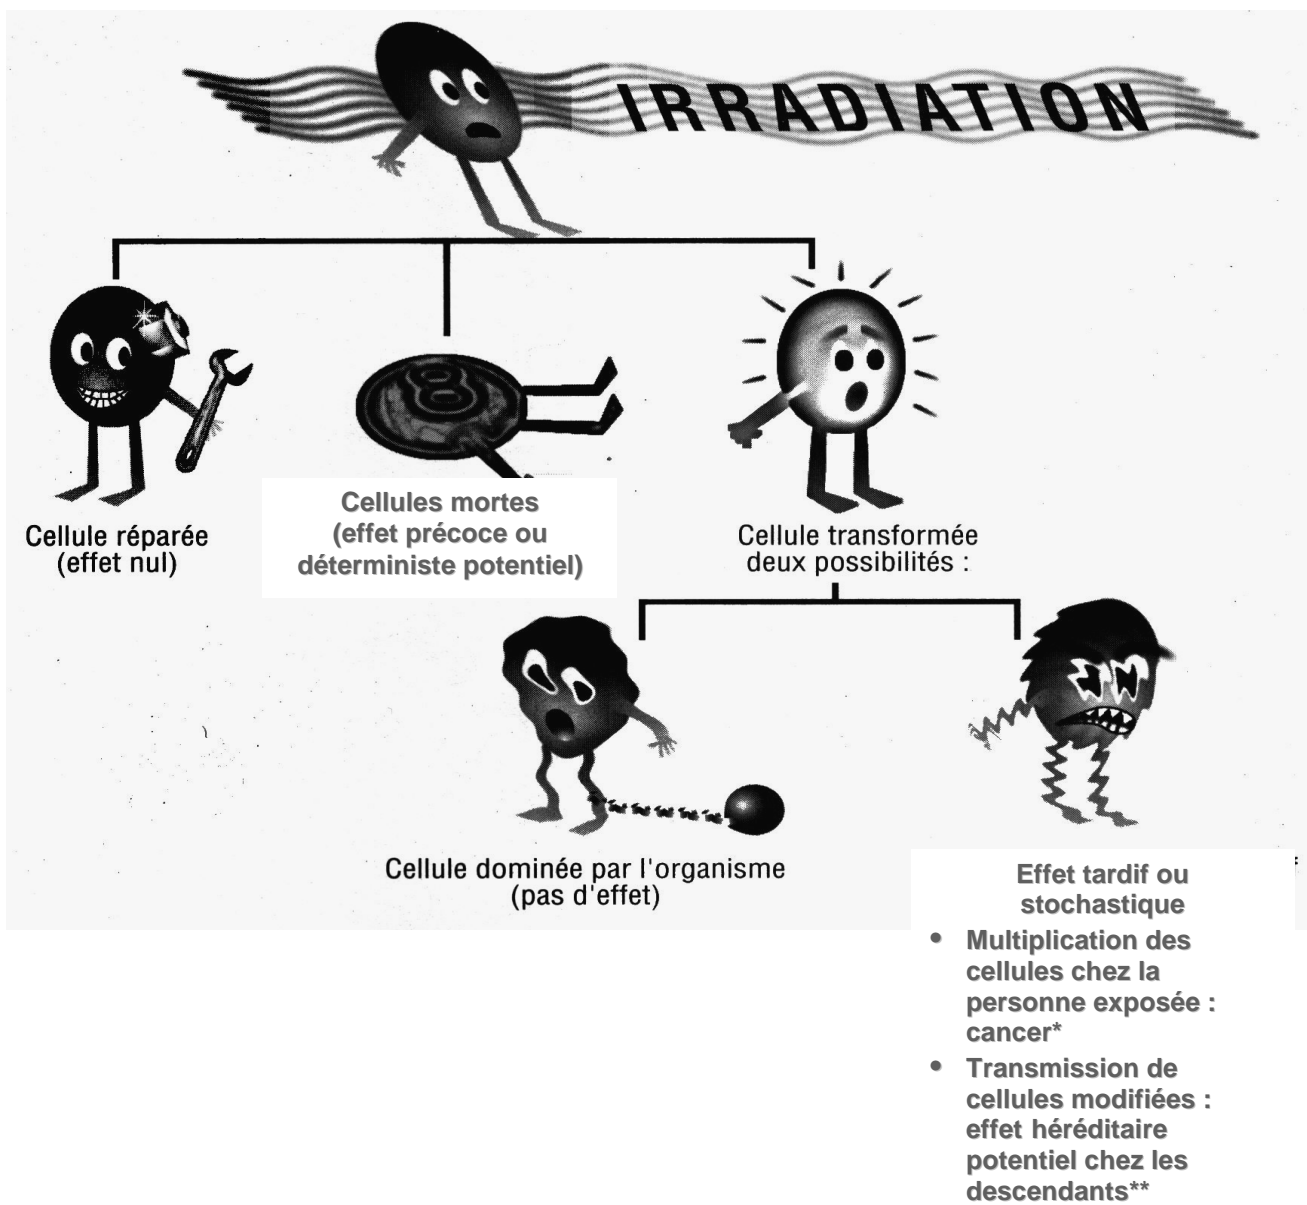 IRRADIATION
8
Cellule réparée
(effet nul)
Cellules mortes
(effet précoce ou
déterministe potentiel)
Cellule transformée
deux possibilités :
Cellule dominée par l'organisme
(pas d'effet)
Effet tardif ou
stochastique
• Multiplication des
cellules chez la
personne exposée :
cancer*
• Transmission de
cellules modifiées :
effet héréditaire
potentiel chez les
descendants**